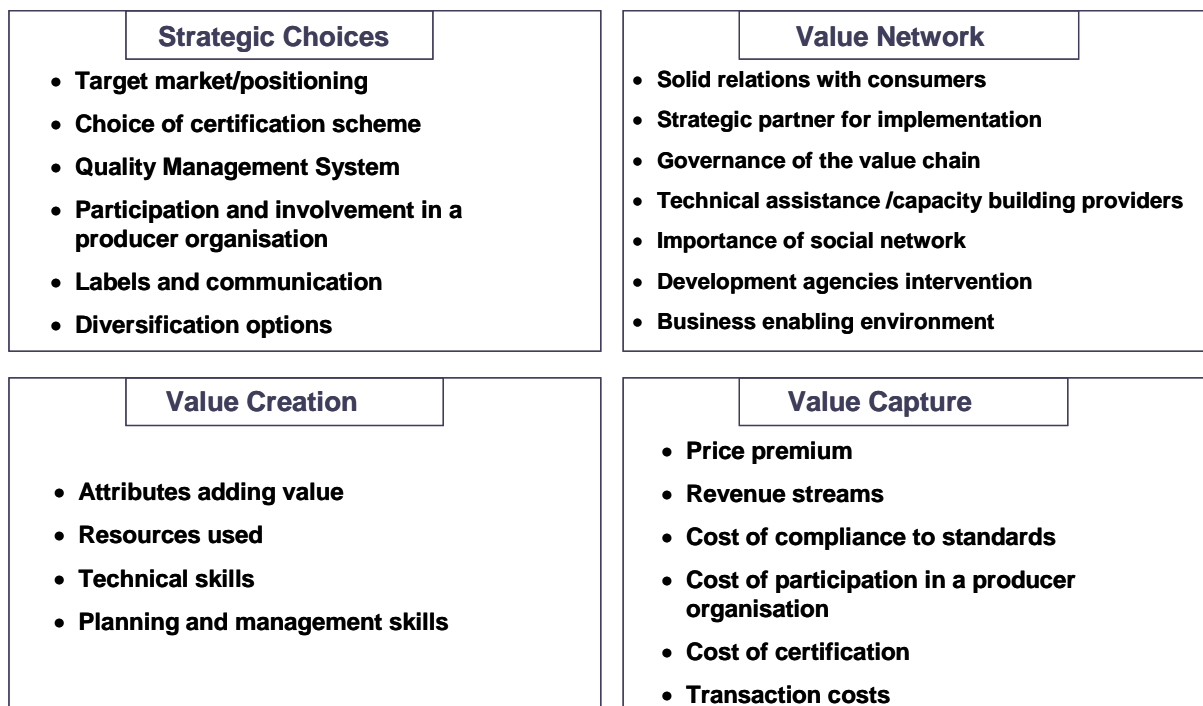 Strategic Choices
• Target market/positioning
• Choice of certification scheme
• Quality Management System
• Participation and involvement in a
producer organisation
• Labels and communication
• Diversification options
Value Network
• Solid relations with consumers
• Strategic partner for implementation
• Governance of the value chain
• Technical assistance /capacity building providers
• Importance of social network
• Development agencies intervention
• Business enabling environment
Value Creation
• Attributes adding value
• Resources used
• Technical skills
• Planning and management skills
Value Capture
• Price premium
• Revenue streams
• Cost of compliance to standards
• Cost of participation in a producer
organisation
• Cost of certification
• Transaction costs